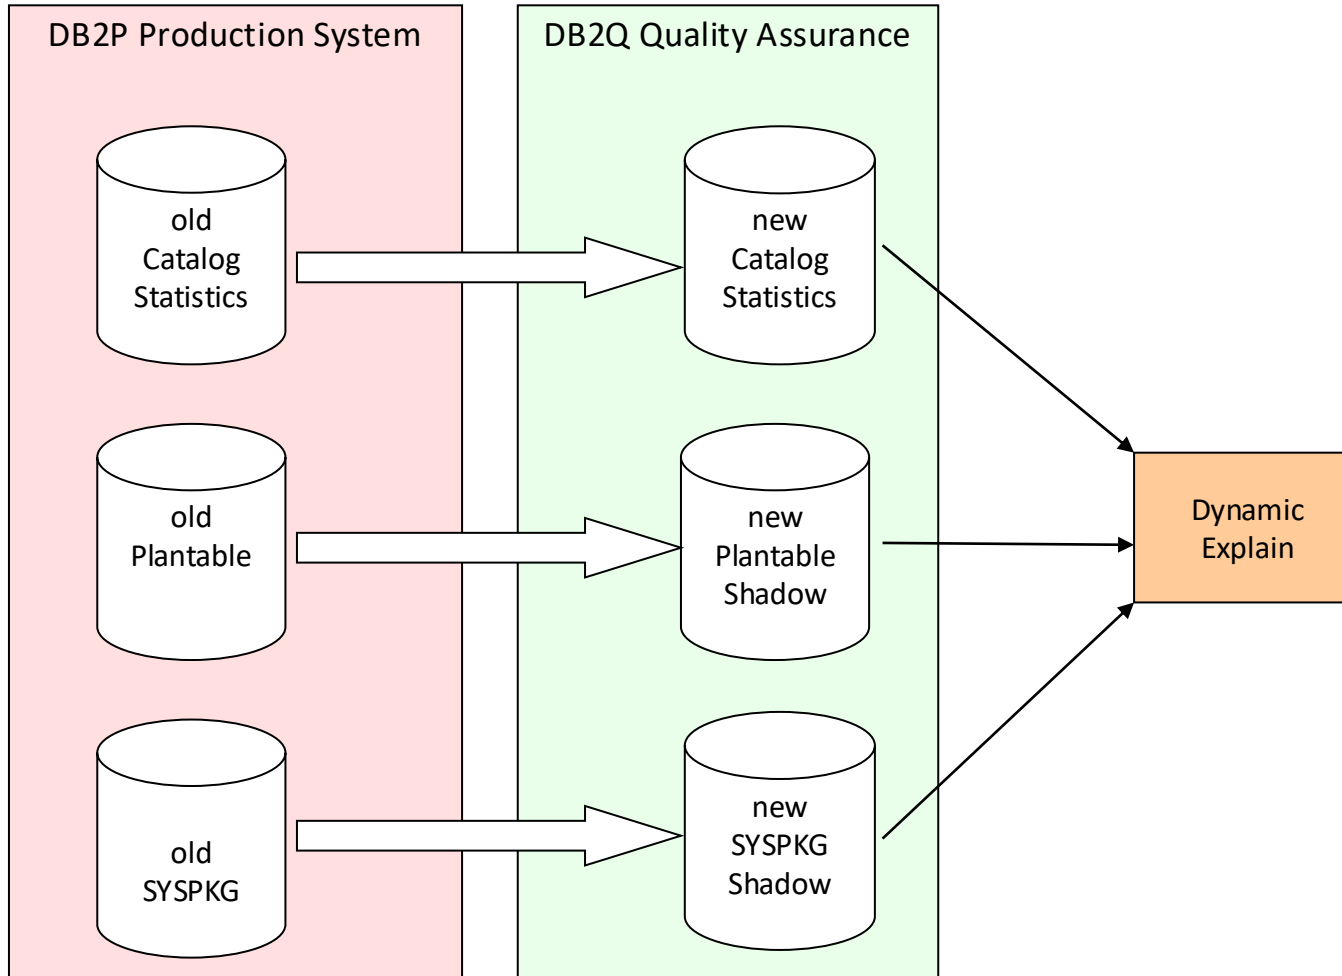 DB2P Production System
DB2Q Quality Assurance
old
Catalog
Statistics
new
Catalog
Statistics
old
Plantable
new
Plantable
Shadow
Dynamic
Explain
old
SYSPKG
new
SYSPKG
Shadow